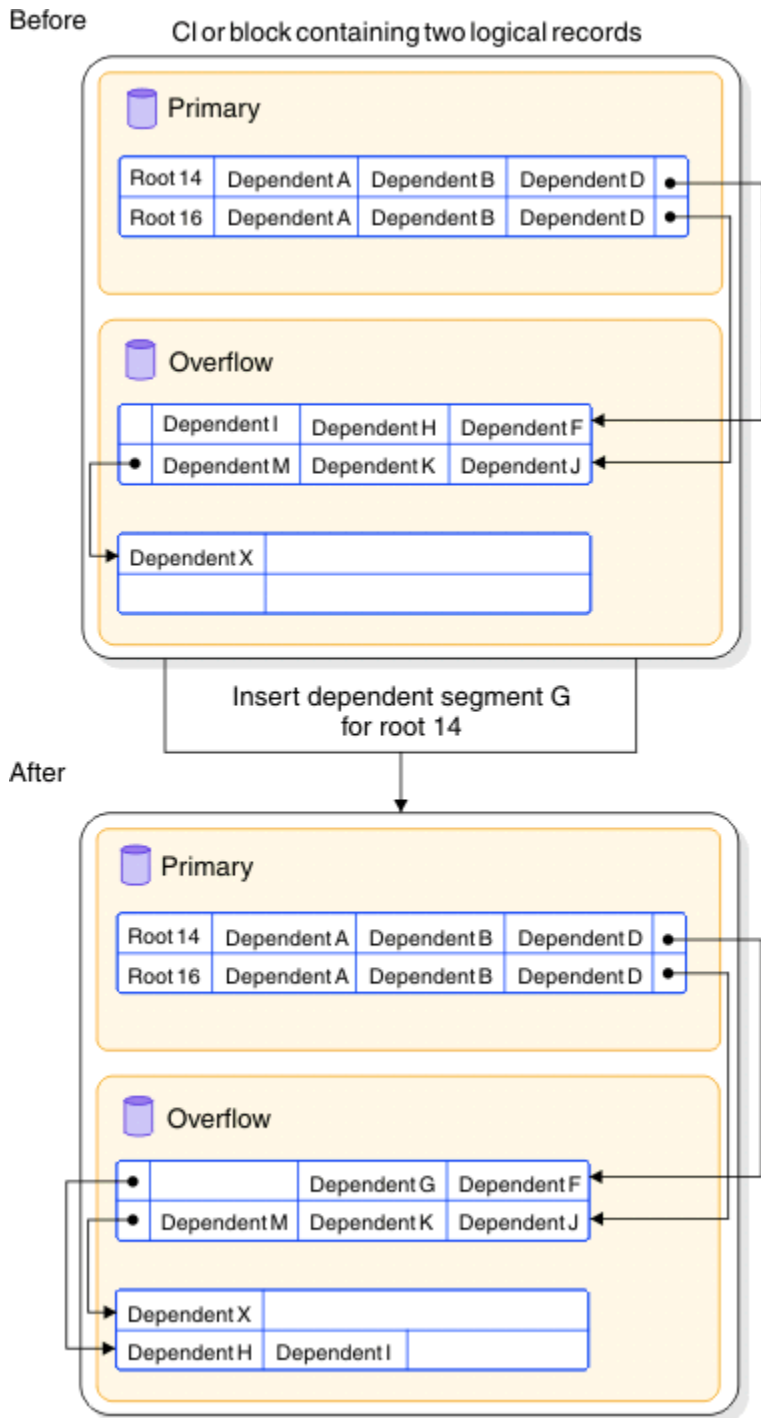 Before
CI or block containing two logical records
Primary
Root 14 Dependent A Dependent B Dependent D
Root 16 Dependent A Dependent B Dependent D
Overflow
Dependent I Dependent H Dependent F
Dependent M Dependent K Dependent J
Dependent X
Insert dependent segment G
for root 14
After
Primary
Root 14 Dependent A Dependent B Dependent D
Root 16 Dependent A Dependent B Dependent D
Overflow
Dependent G Dependent F
Dependent M Dependent K Dependent J
Dependent X
Dependent H Dependent I